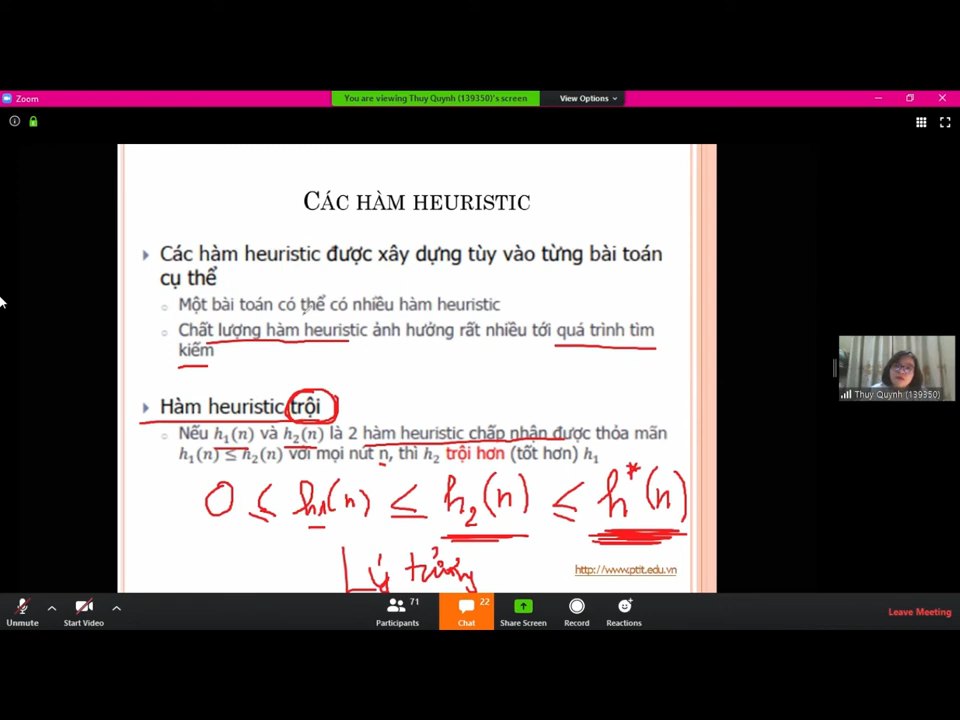 Zoom
You are viewing Thuy Quynh (139350)'s screen View Options
CÁC HÀM HEURISTIC
Các hàm heuristic được xây dựng tùy vào từng bài toán
cụ thể
Một bài toán có thể có nhiều hàm heuristic
Chất lượng hàm heuristic ảnh hưởng rất nhiều tới quá trình tìm
kiếm
Hàm heuristic trội
Nếu h₁(n) và h₂(n) là 2 hàm heuristic chấp nhận được thỏa mãn
h₁(n) ≤ h₂(n) với mọi nút n, thì h₂ trội hơn (tốt hơn) h₁
0 ≤ h₁(n) ≤ h₂(n) ≤ h*(n)
Lý tưởng
http://www.ptit.edu.vn
Thuy Quynh (139350)
71
22
Unmute Start Video Participants Chat Share Screen Record Reactions
Leave Meeting